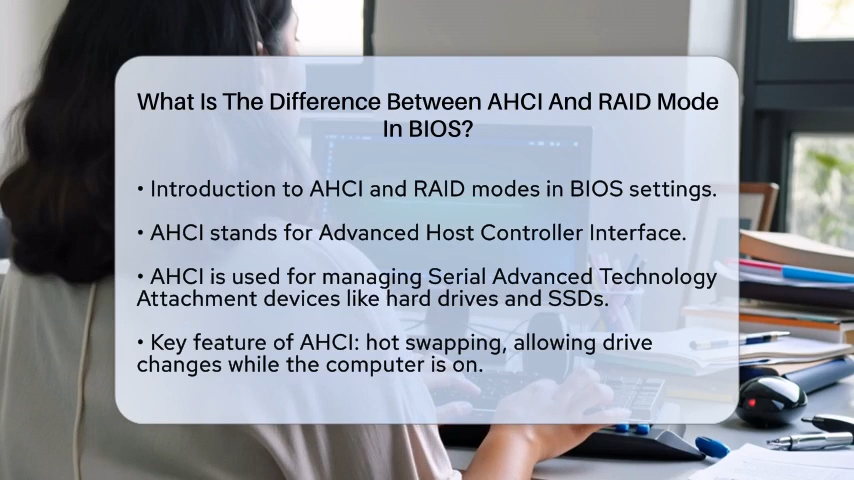 What Is The Difference Between AHCI And RAID Mode
In BIOS?
• Introduction to AHCI and RAID modes in BIOS settings.
• AHCI stands for Advanced Host Controller Interface.
• AHCI is used for managing Serial Advanced Technology
Attachment devices like hard drives and SSDs.
• Key feature of AHCI: hot swapping, allowing drive
changes while the computer is on.